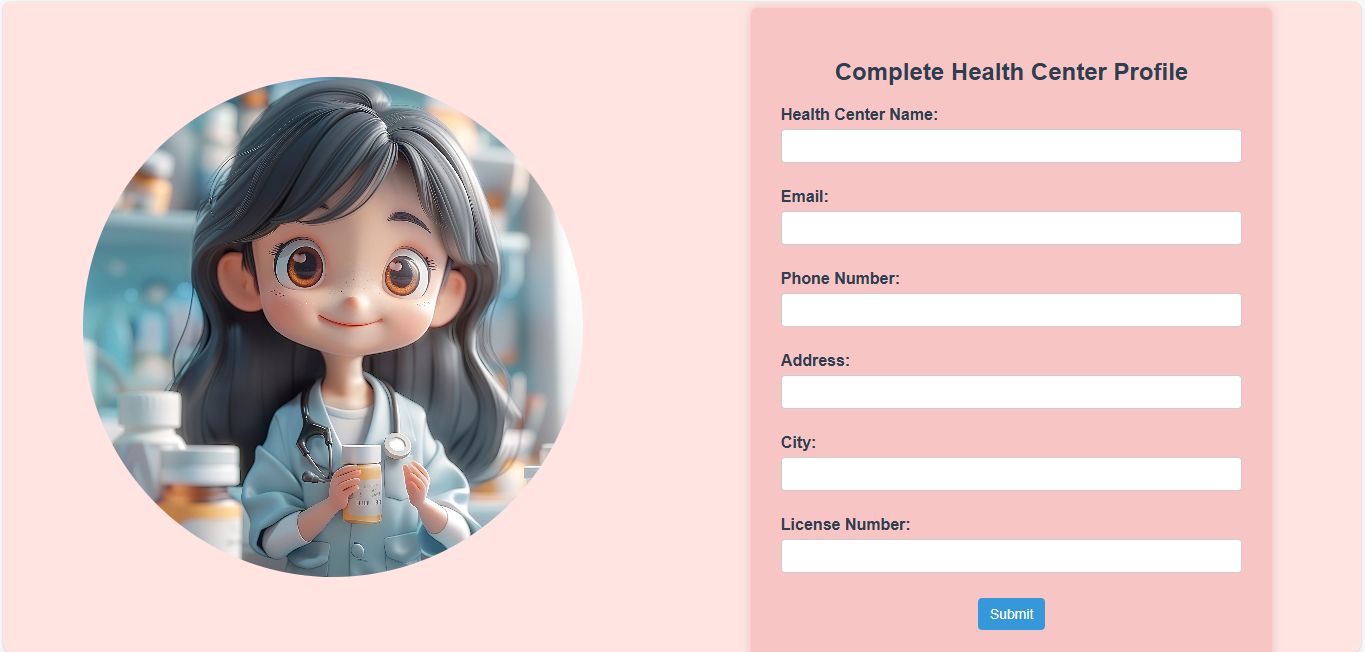 Complete Health Center Profile
Health Center Name:
Email:
Phone Number:
Address:
City:
License Number:
Submit